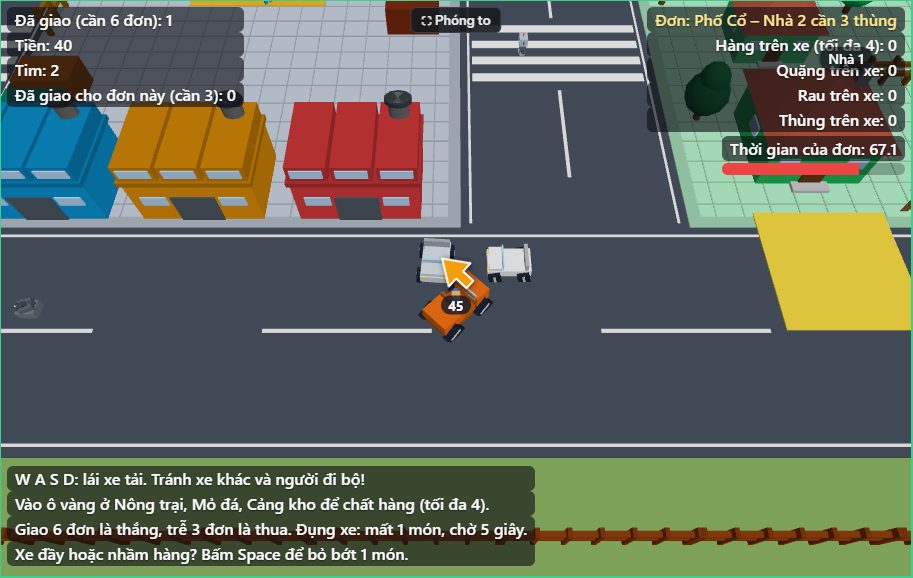 Đã giao (cần 6 đơn): 1
Tiền: 40
Tim: 2
Đã giao cho đơn này (cần 3): 0
Phóng to
Đơn: Phố Cổ – Nhà 2 cần 3 thùng
Hàng trên xe (tối đa 4): 0
Nhà 1
Quặng trên xe: 0
Rau trên xe: 0
Thùng trên xe: 0
Thời gian của đơn: 67.1
45
W A S D: lái xe tải. Tránh xe khác và người đi bộ!
Vào ô vàng ở Nông trại, Mỏ đá, Cảng kho để chất hàng (tối đa 4).
Giao 6 đơn là thắng, trễ 3 đơn là thua. Đụng xe: mất 1 món, chờ 5 giây.
Xe đầy hoặc nhầm hàng? Bấm Space để bỏ bớt 1 món.